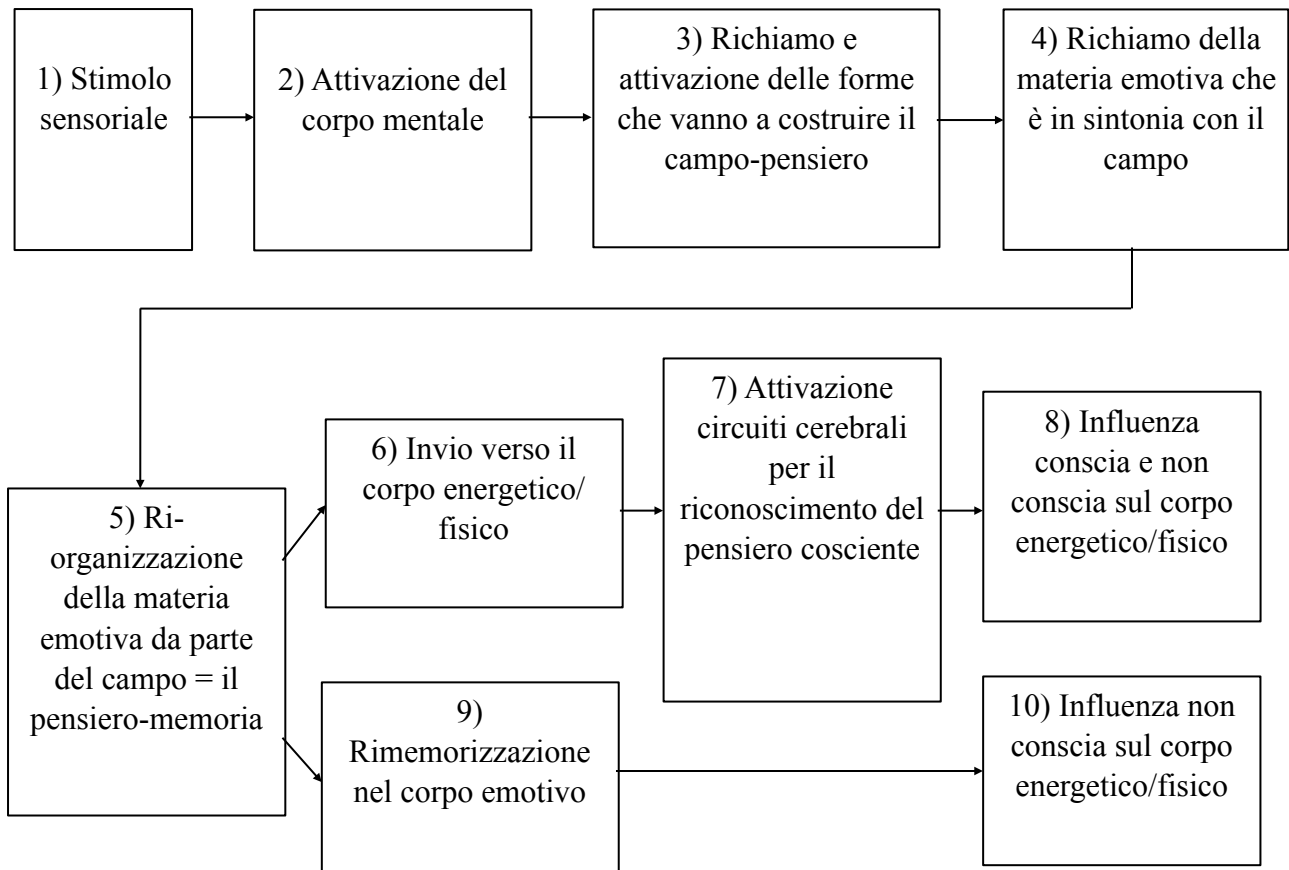 1) Stimolo
sensoriale
2) Attivazione del
corpo mentale
3) Richiamo e
attivazione delle forme
che vanno a costruire il
campo-pensiero
4) Richiamo della
materia emotiva che
è in sintonia con il
campo
5) Ri-
organizzazione
della materia
emotiva da parte
del campo = il
pensiero-memoria
6) Invio verso il
corpo energetico/
fisico
7) Attivazione
circuiti cerebrali
per il
riconoscimento del
pensiero cosciente
8) Influenza
conscia e non
conscia sul corpo
energetico/fisico
9)
Rimemorizzazione
nel corpo emotivo
10) Influenza non
conscia sul corpo
energetico/fisico